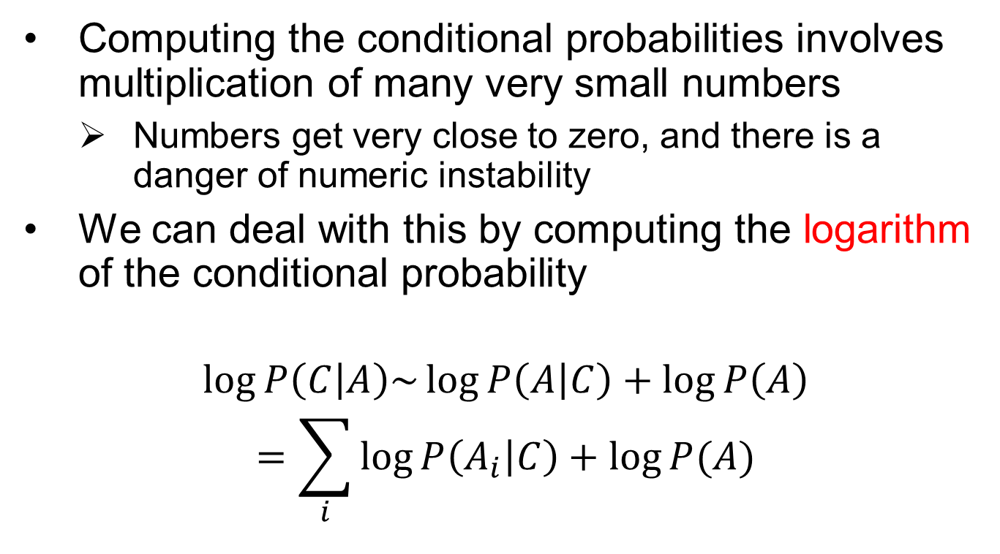 • Computing the conditional probabilities involves
multiplication of many very small numbers
➢ Numbers get very close to zero, and there is a
danger of numeric instability
• We can deal with this by computing the logarithm
of the conditional probability
log P(C|A)~ log P(A|C) + log P(A)
= ∑ log P(A_i|C) + log P(A)
i